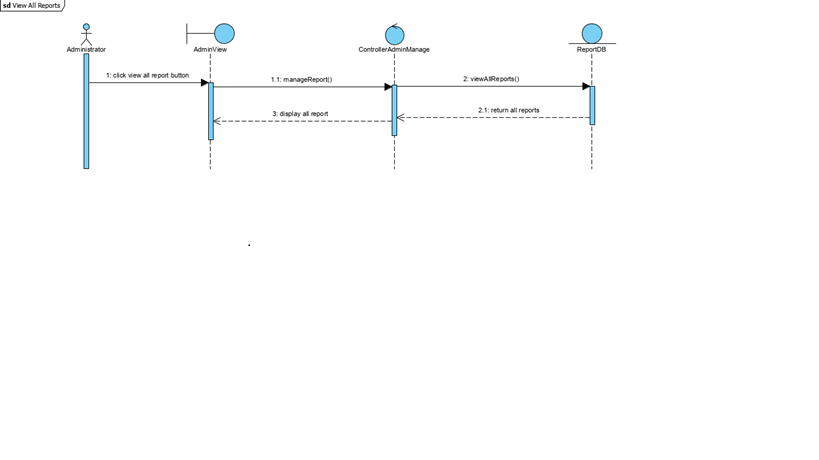 sd View All Reports
Administrator
AdminView
ControllerAdminManage
ReportDB
1: click view all report button
1.1: manageReport()
2: viewAllReports()
3: display all report
2.1: return all reports